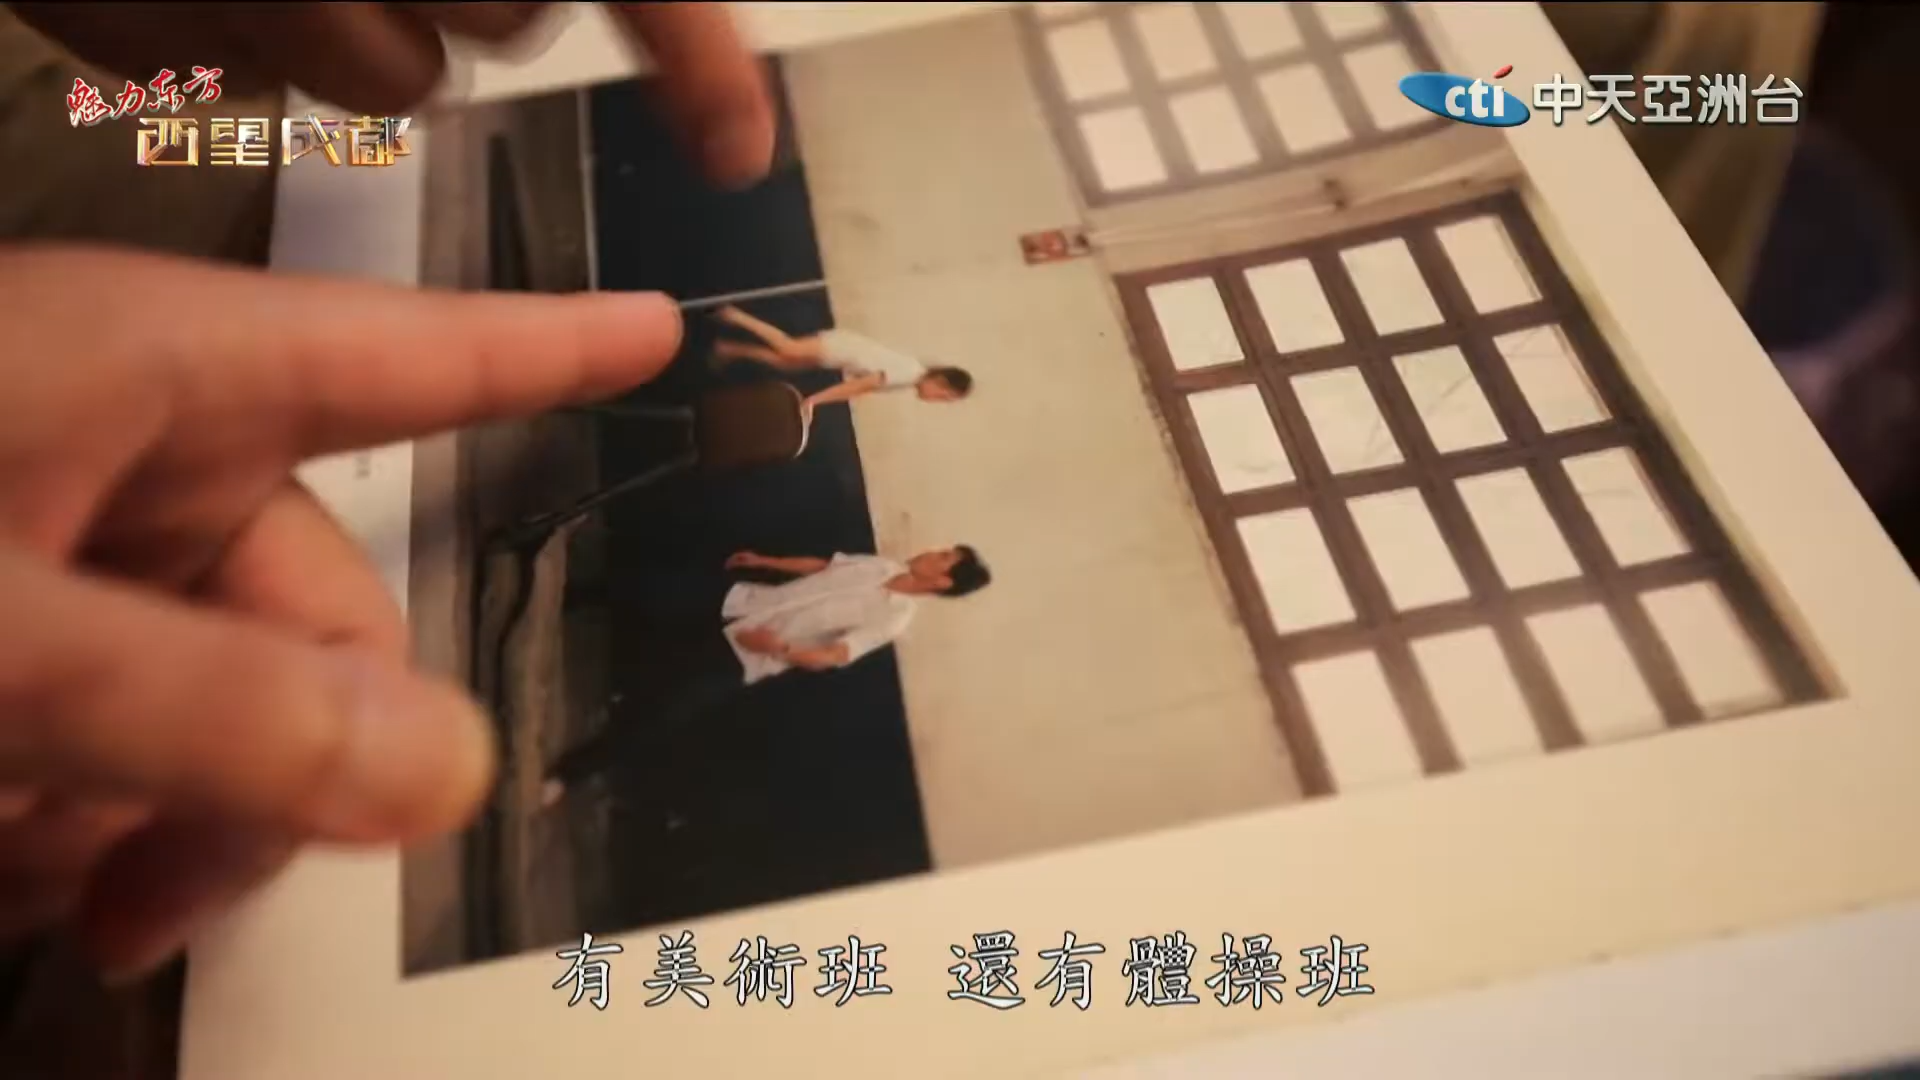 魅力东方
西望成都
cti 中天亞洲台
有美術班 還有體操班